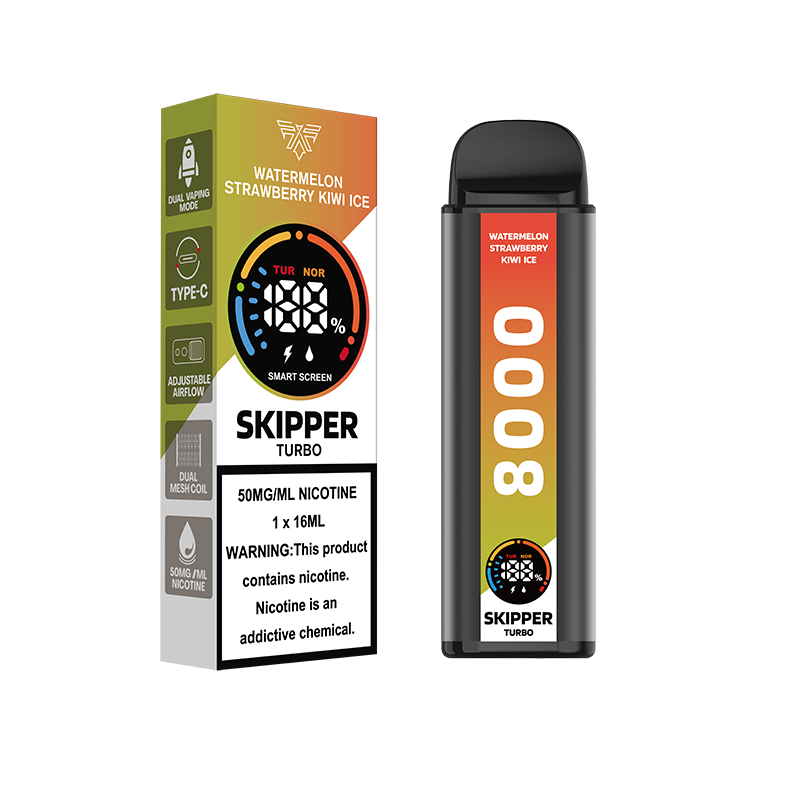 WATERMELON
STRAWBERRY KIWI ICE
TUR NOR
188%
SMART SCREEN
SKIPPER
TURBO
50MG/ML NICOTINE
1 x 16ML
WARNING:This product
contains nicotine.
Nicotine is an
addictive chemical.
DUAL VAPING
MODE
TYPE-C
ADJUSTABLE
AIRFLOW
DUAL
MESH COIL
50MG/ML
NICOTINE
WATERMELON
STRAWBERRY
KIWI ICE
8000
TUR NOR
188%
SKIPPER
TURBO